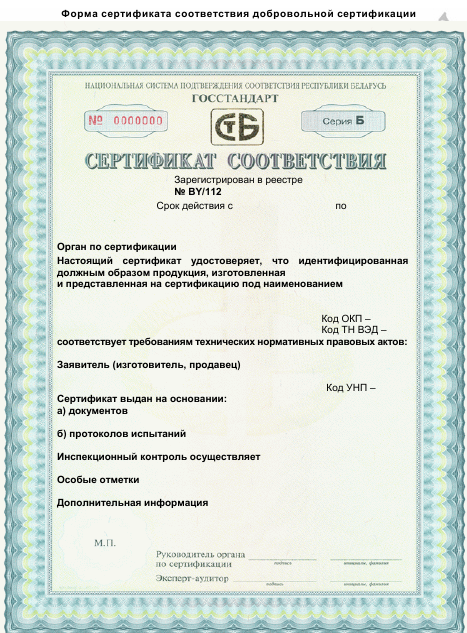 Форма сертификата соответствия добровольной сертификации
НАЦИОНАЛЬНАЯ СИСТЕМА ПОДТВЕРЖДЕНИЯ СООТВЕТСТВИЯ РЕСПУБЛИКИ БЕЛАРУСЬ
ГОССТАНДАРТ
№ 0000000
СТБ
Серия Б
СЕРТИФИКАТ СООТВЕТСТВИЯ
Зарегистрирован в реестре
№ BY/112
Срок действия с по
Орган по сертификации
Настоящий сертификат удостоверяет, что идентифицированная
должным образом продукция, изготовленная
и представленная на сертификацию под наименованием
Код ОКП –
Код ТН ВЭД –
соответствует требованиям технических нормативных правовых актов:
Заявитель (изготовитель, продавец)
Код УНП –
Сертификат выдан на основании:
а) документов
б) протоколов испытаний
Инспекционный контроль осуществляет
Особые отметки
Дополнительная информация
М.П.
Руководитель органа
по сертификации
подпись инициалы, фамилия
Эксперт-аудитор
подпись инициалы, фамилия